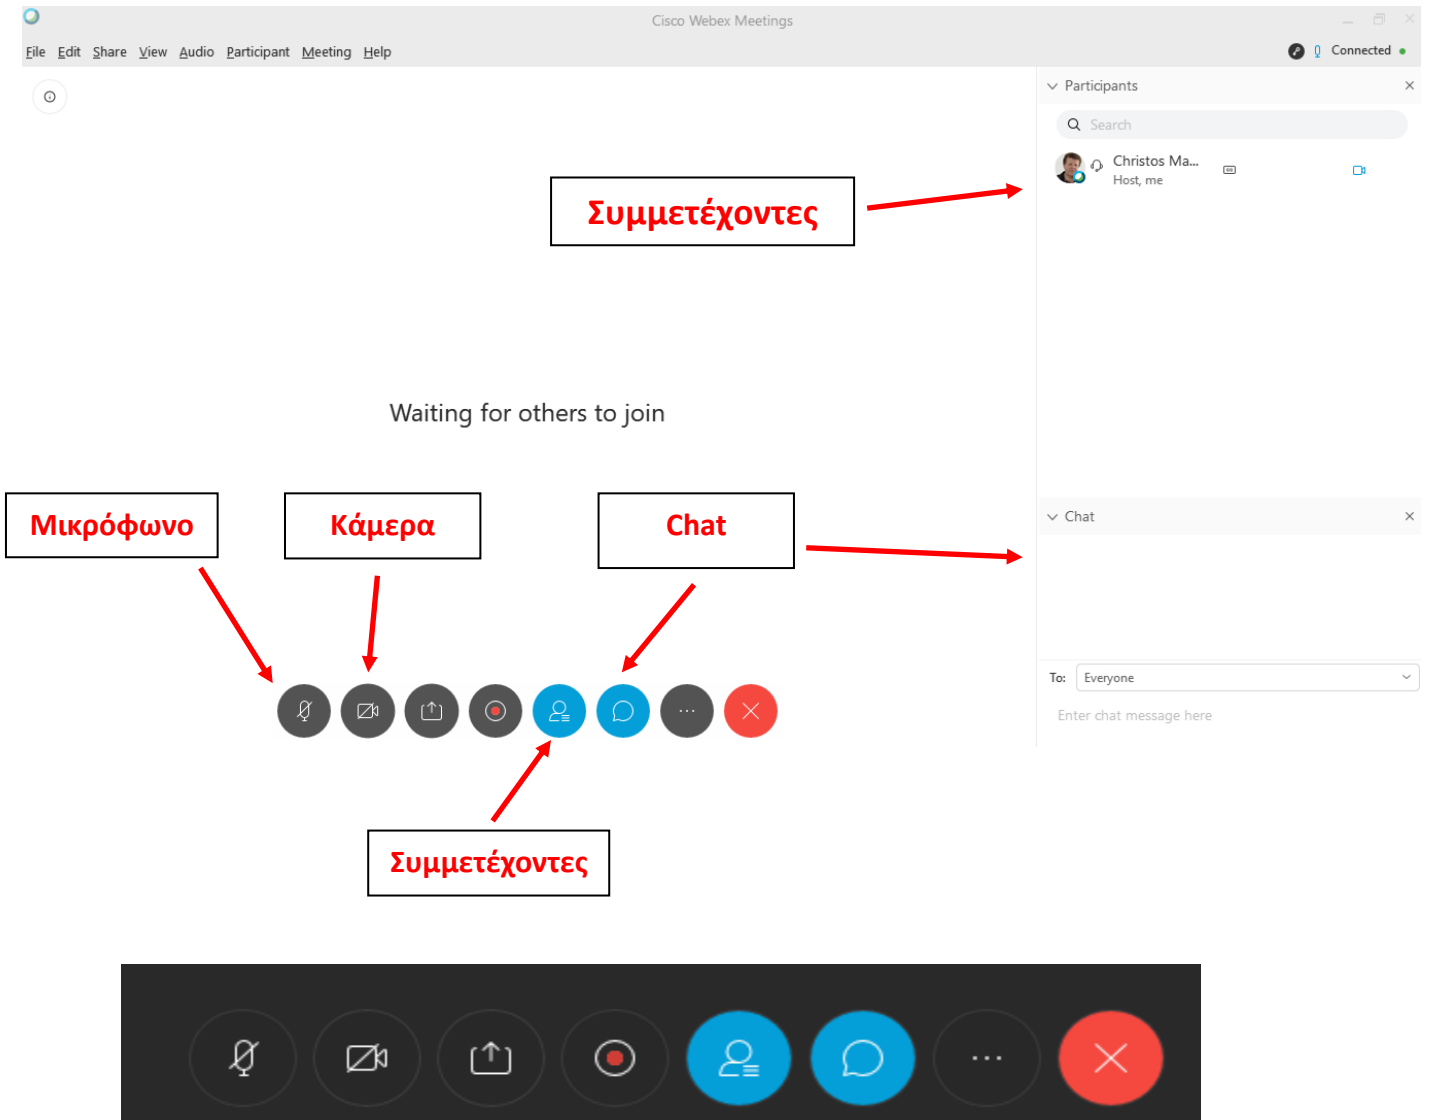 Cisco Webex Meetings
File Edit Share View Audio Participant Meeting Help
Connected
Participants
Search
Christos Ma...
Host, me
Συμμετέχοντες
Waiting for others to join
Μικρόφωνο
Κάμερα
Chat
Chat
To: Everyone
Enter chat message here
Συμμετέχοντες